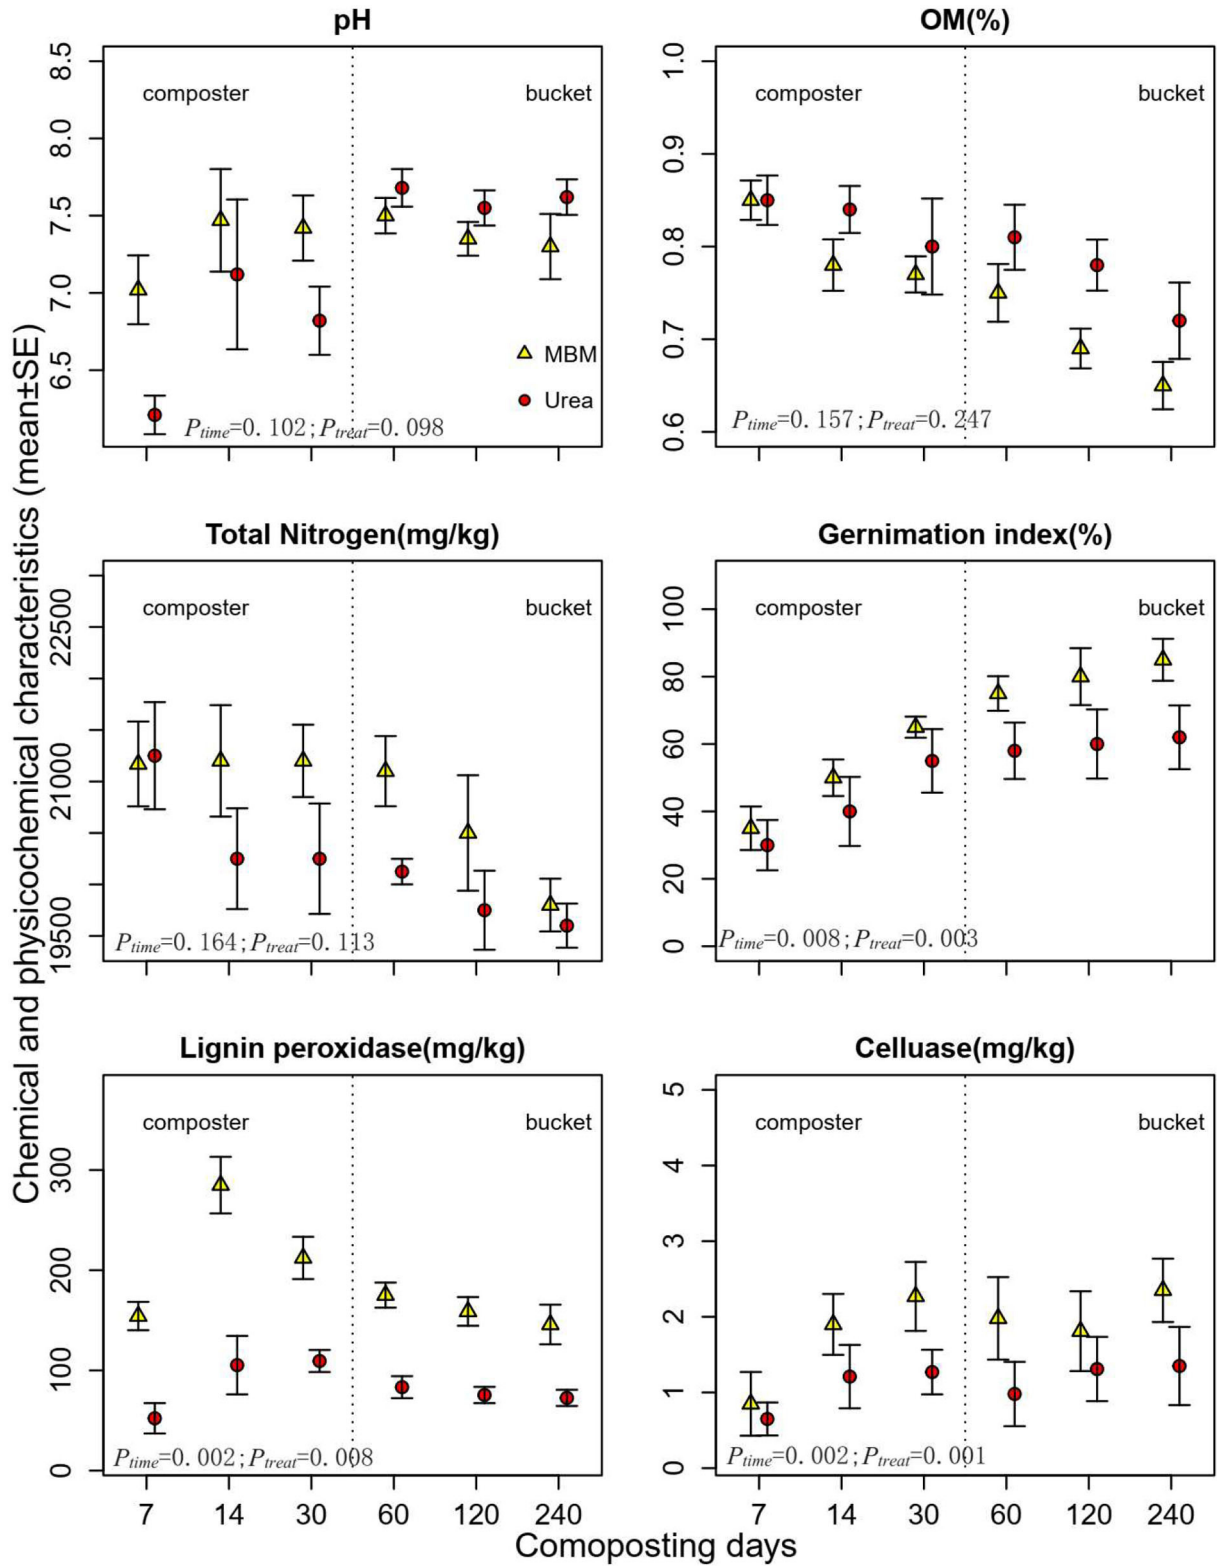 Chemical and physicochemical characteristics (mean±SE)
pH
8.5
8.0
7.5
7.0
6.5
composter
bucket
MBM
Urea
Ptime=0.102;Ptreat=0.098
OM(%)
1.0
0.9
0.8
0.7
0.6
composter
bucket
Ptime=0.157;Ptreat=0.247
Total Nitrogen(mg/kg)
22500
21000
19500
composter
bucket
Ptime=0.164;Ptreat=0.113
Gernimation index(%)
100
80
60
40
20
0
composter
bucket
Ptime=0.008;Ptreat=0.003
Lignin peroxidase(mg/kg)
300
200
100
0
composter
bucket
Ptime=0.002;Ptreat=0.008
7 14 30 60 120 240
Celluase(mg/kg)
5
4
3
2
1
0
composter
bucket
Ptime=0.002;Ptreat=0.001
7 14 30 60 120 240
Comoposting days